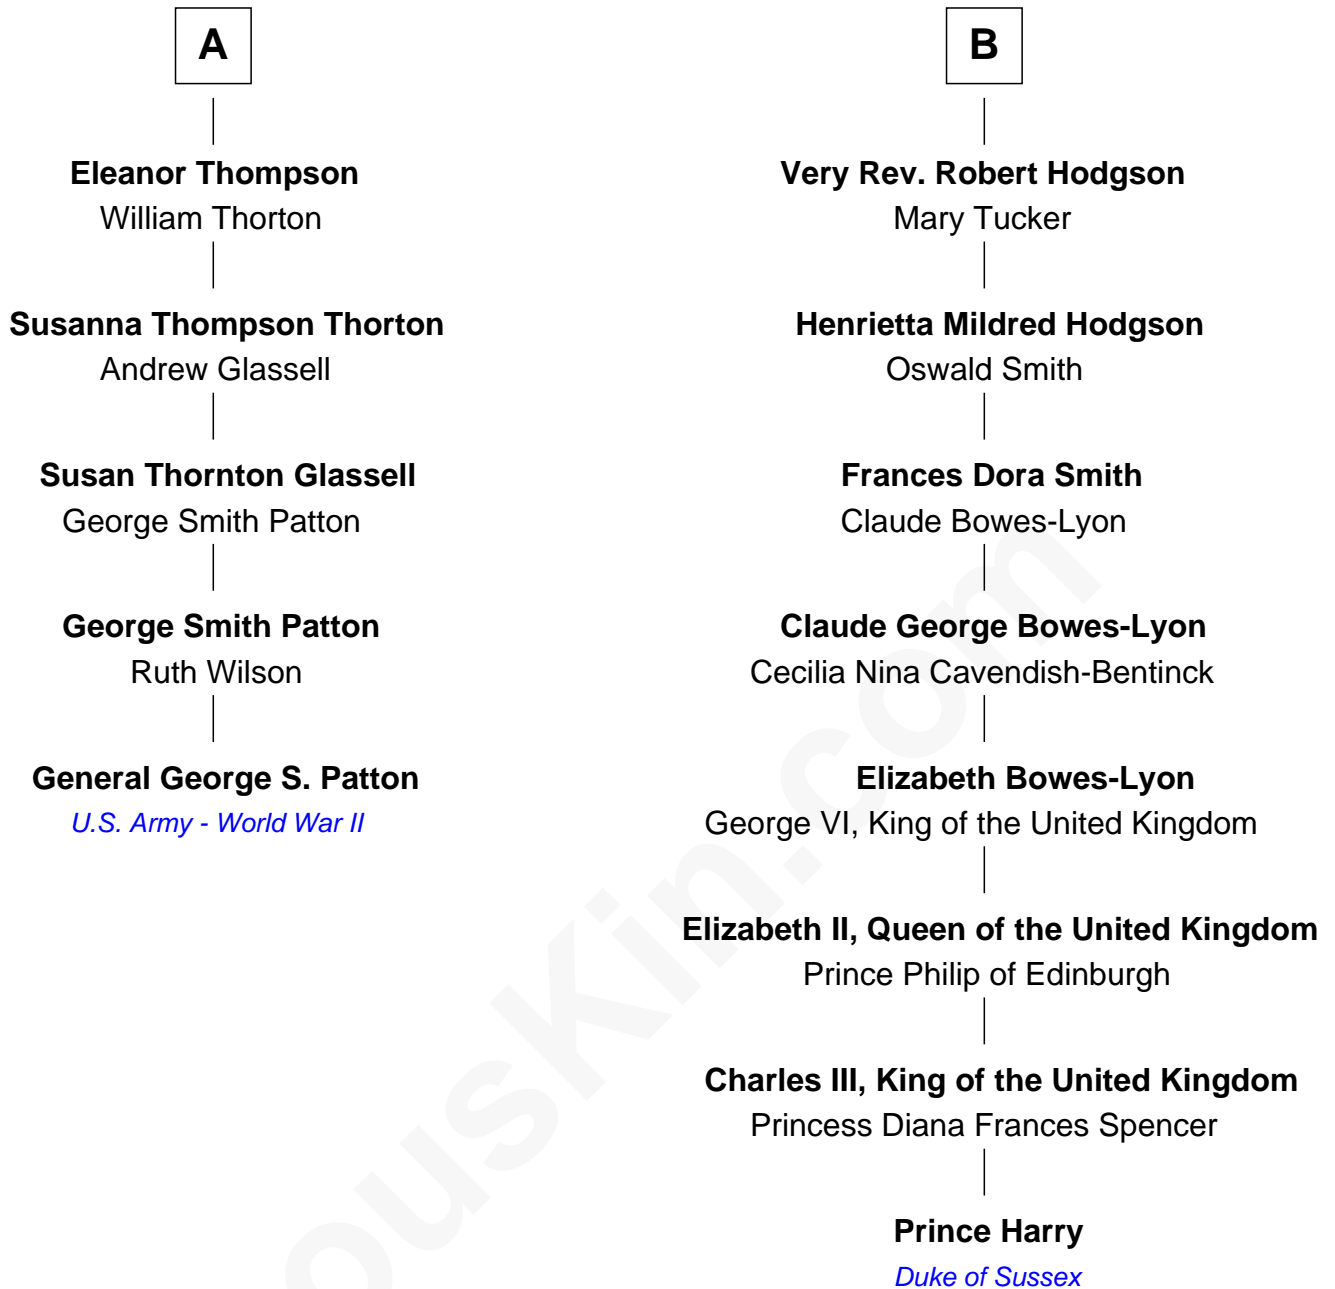 A
Eleanor Thompson
William Thorton
Susanna Thompson Thorton
Andrew Glassell
Susan Thornton Glassell
George Smith Patton
George Smith Patton
Ruth Wilson
General George S. Patton
U.S. Army - World War II
B
Very Rev. Robert Hodgson
Mary Tucker
Henrietta Mildred Hodgson
Oswald Smith
Frances Dora Smith
Claude Bowes-Lyon
Claude George Bowes-Lyon
Cecilia Nina Cavendish-Bentinck
Elizabeth Bowes-Lyon
George VI, King of the United Kingdom
Elizabeth II, Queen of the United Kingdom
Prince Philip of Edinburgh
Charles III, King of the United Kingdom
Princess Diana Frances Spencer
Prince Harry
Duke of Sussex
ousKin.com